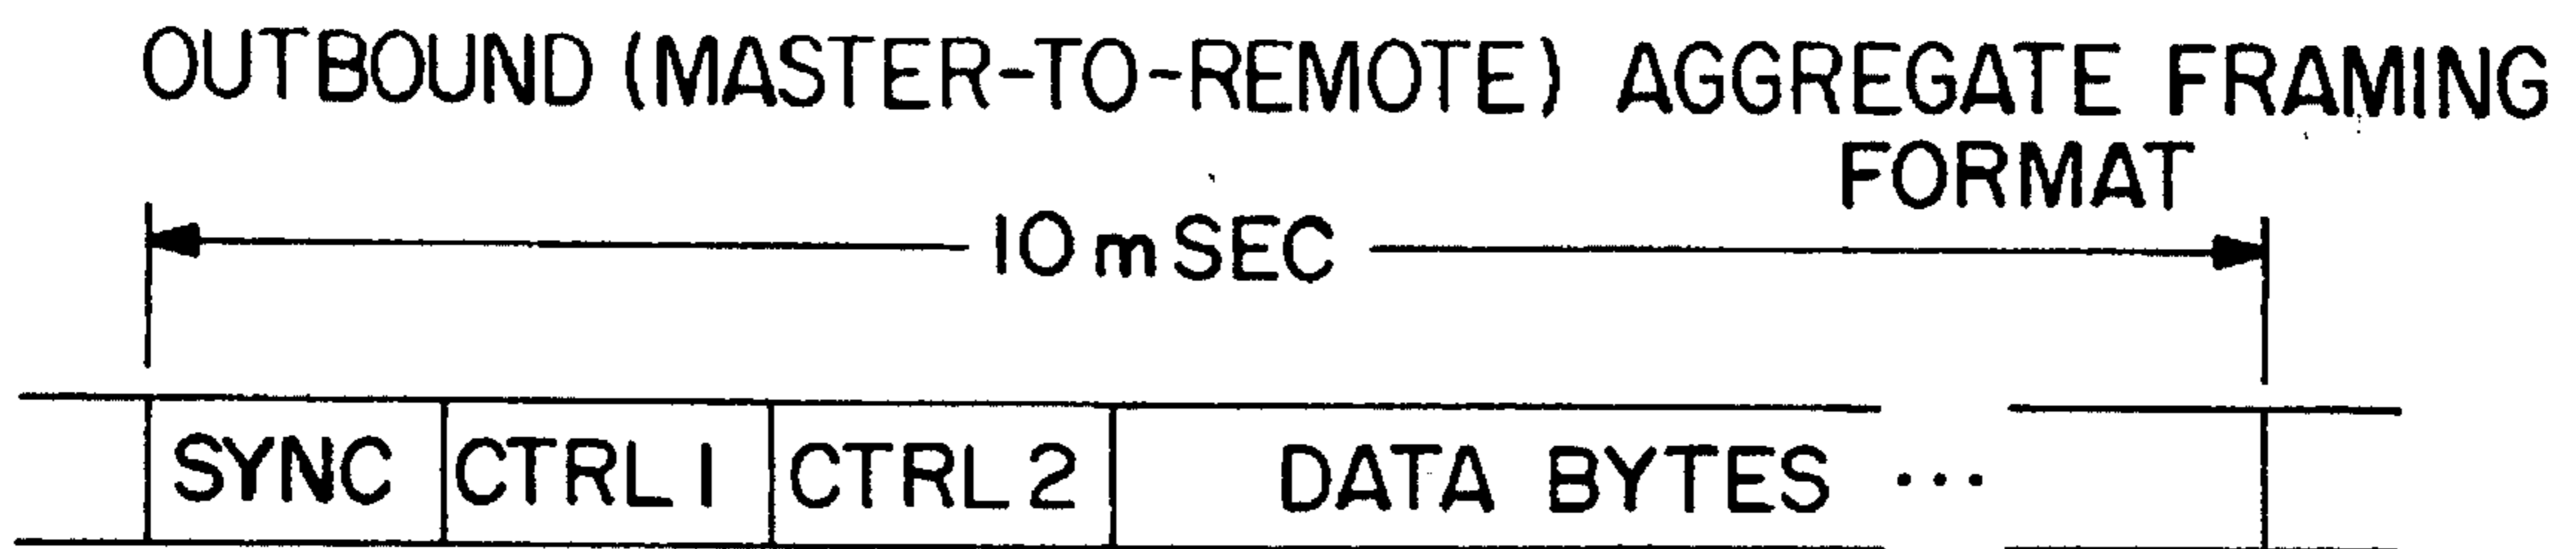 OUTBOUND (MASTER-TO-REMOTE) AGGREGATE FRAMING
FORMAT
10 mSEC
SYNC CTRL 1 CTRL 2 DATA BYTES ...